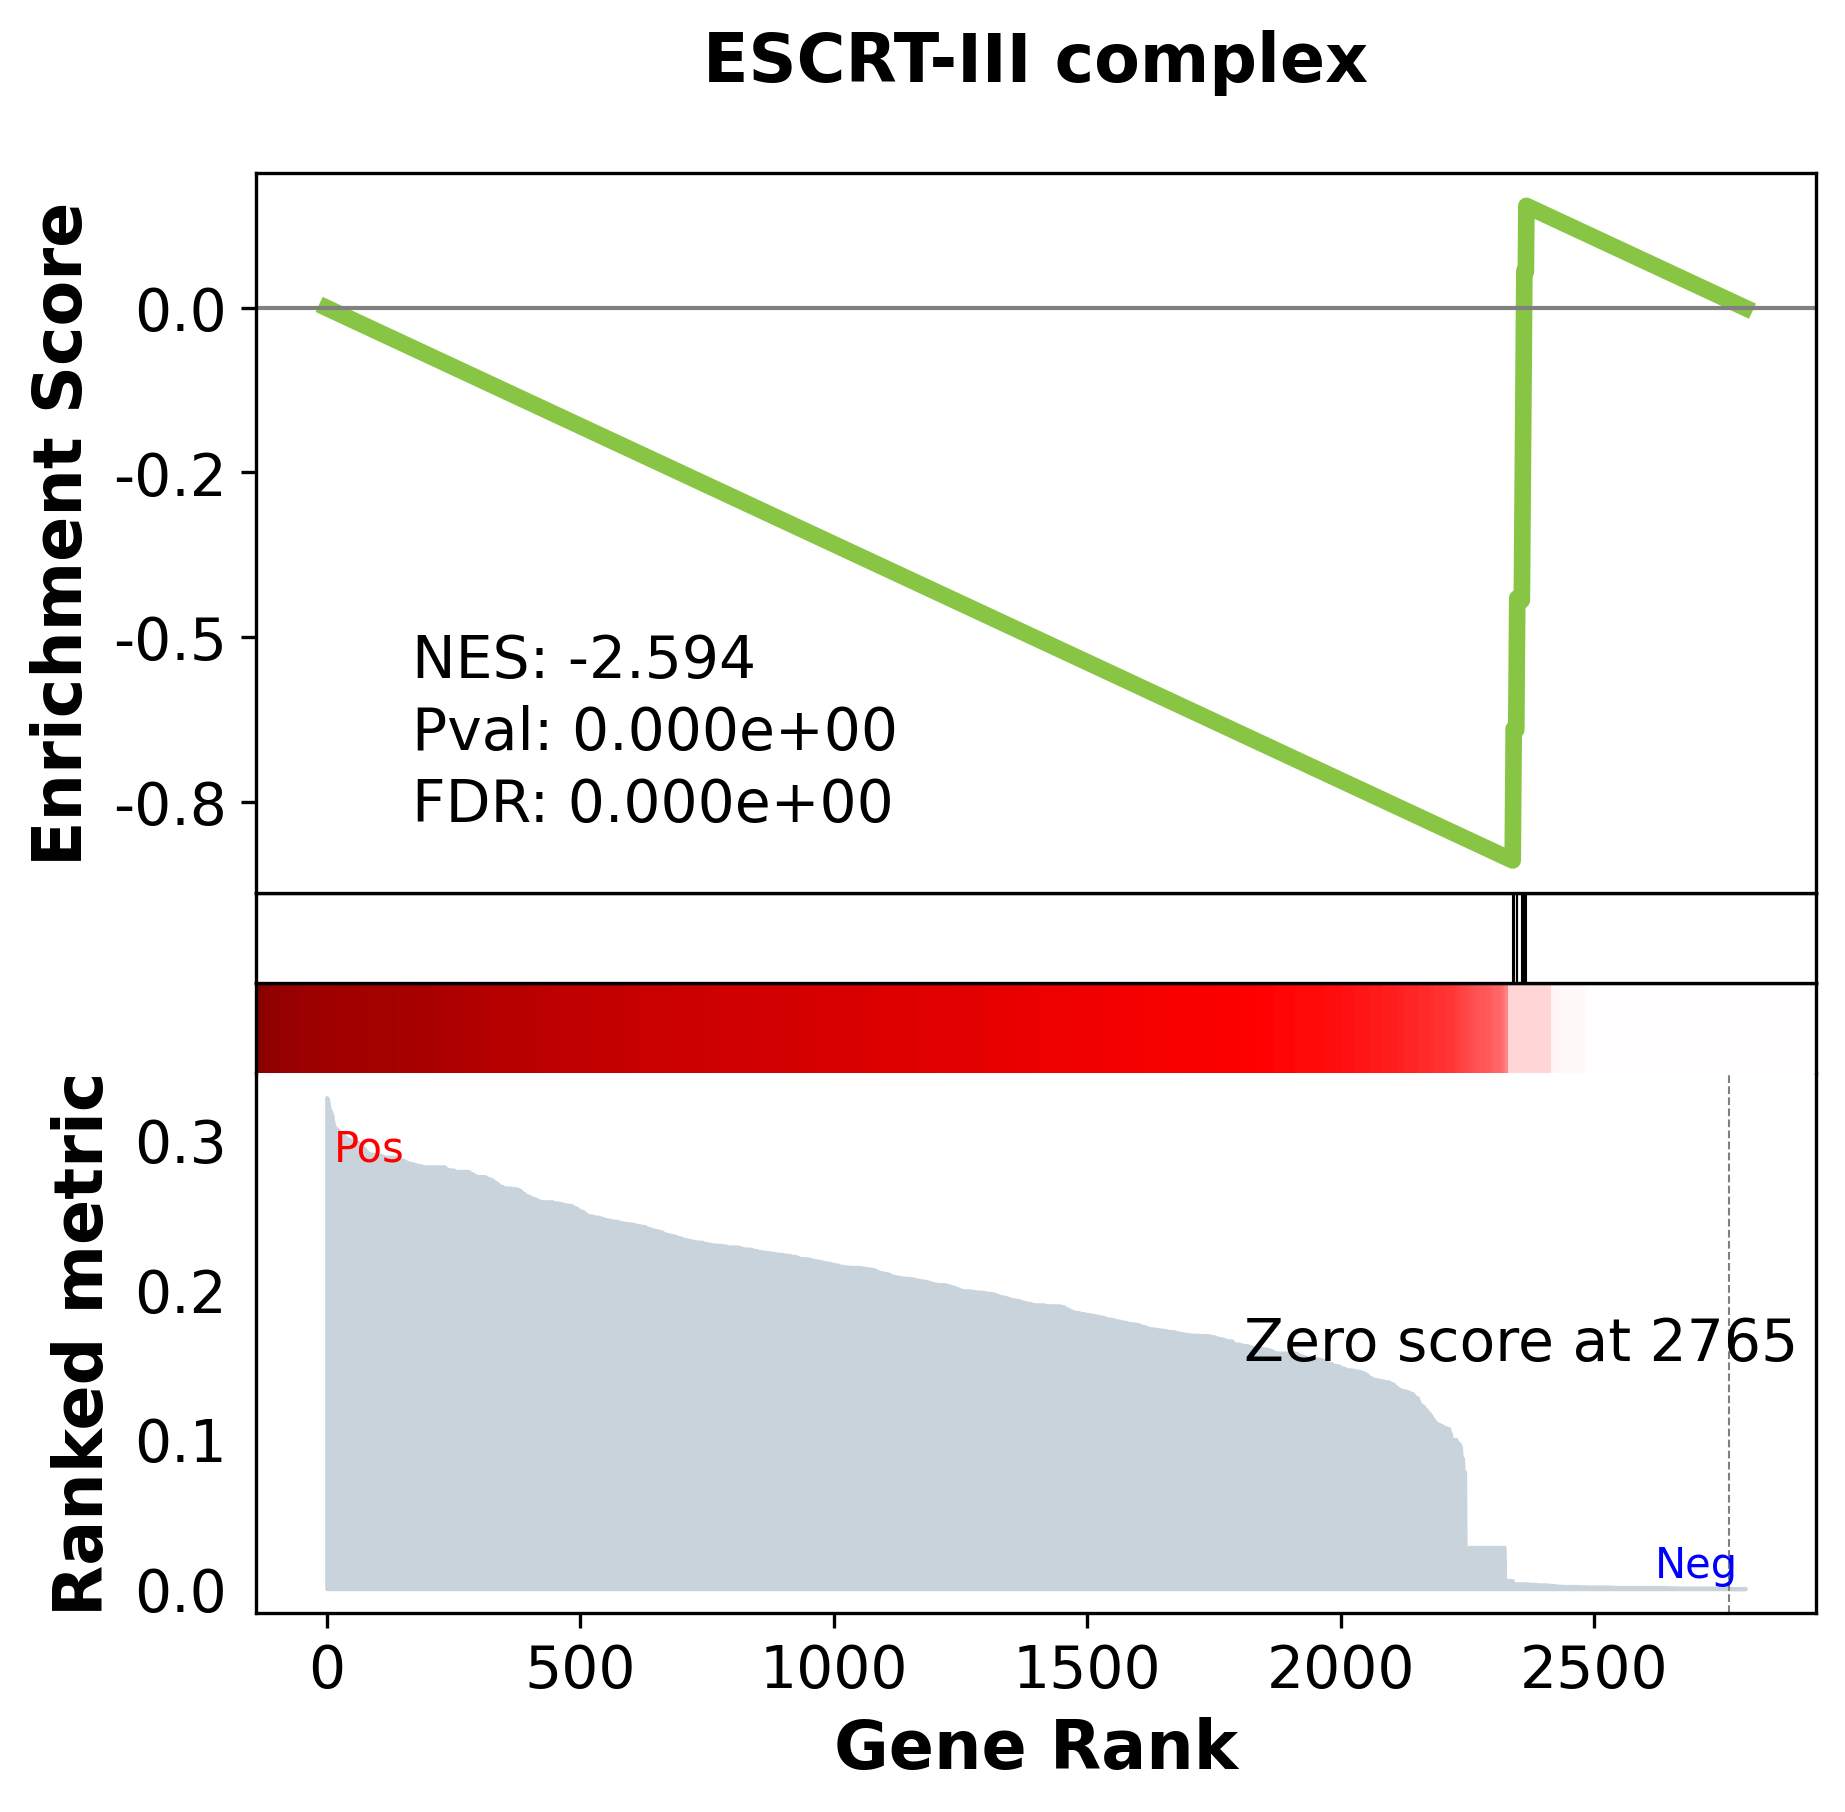 ESCRT-III complex
Enrichment Score
0.0
-0.2
-0.5
-0.8
NES: -2.594
Pval: 0.000e+00
FDR: 0.000e+00
Ranked metric
0.3
0.2
0.1
0.0
Pos
Zero score at 2765
Neg
0
500
1000
1500
2000
2500
Gene Rank